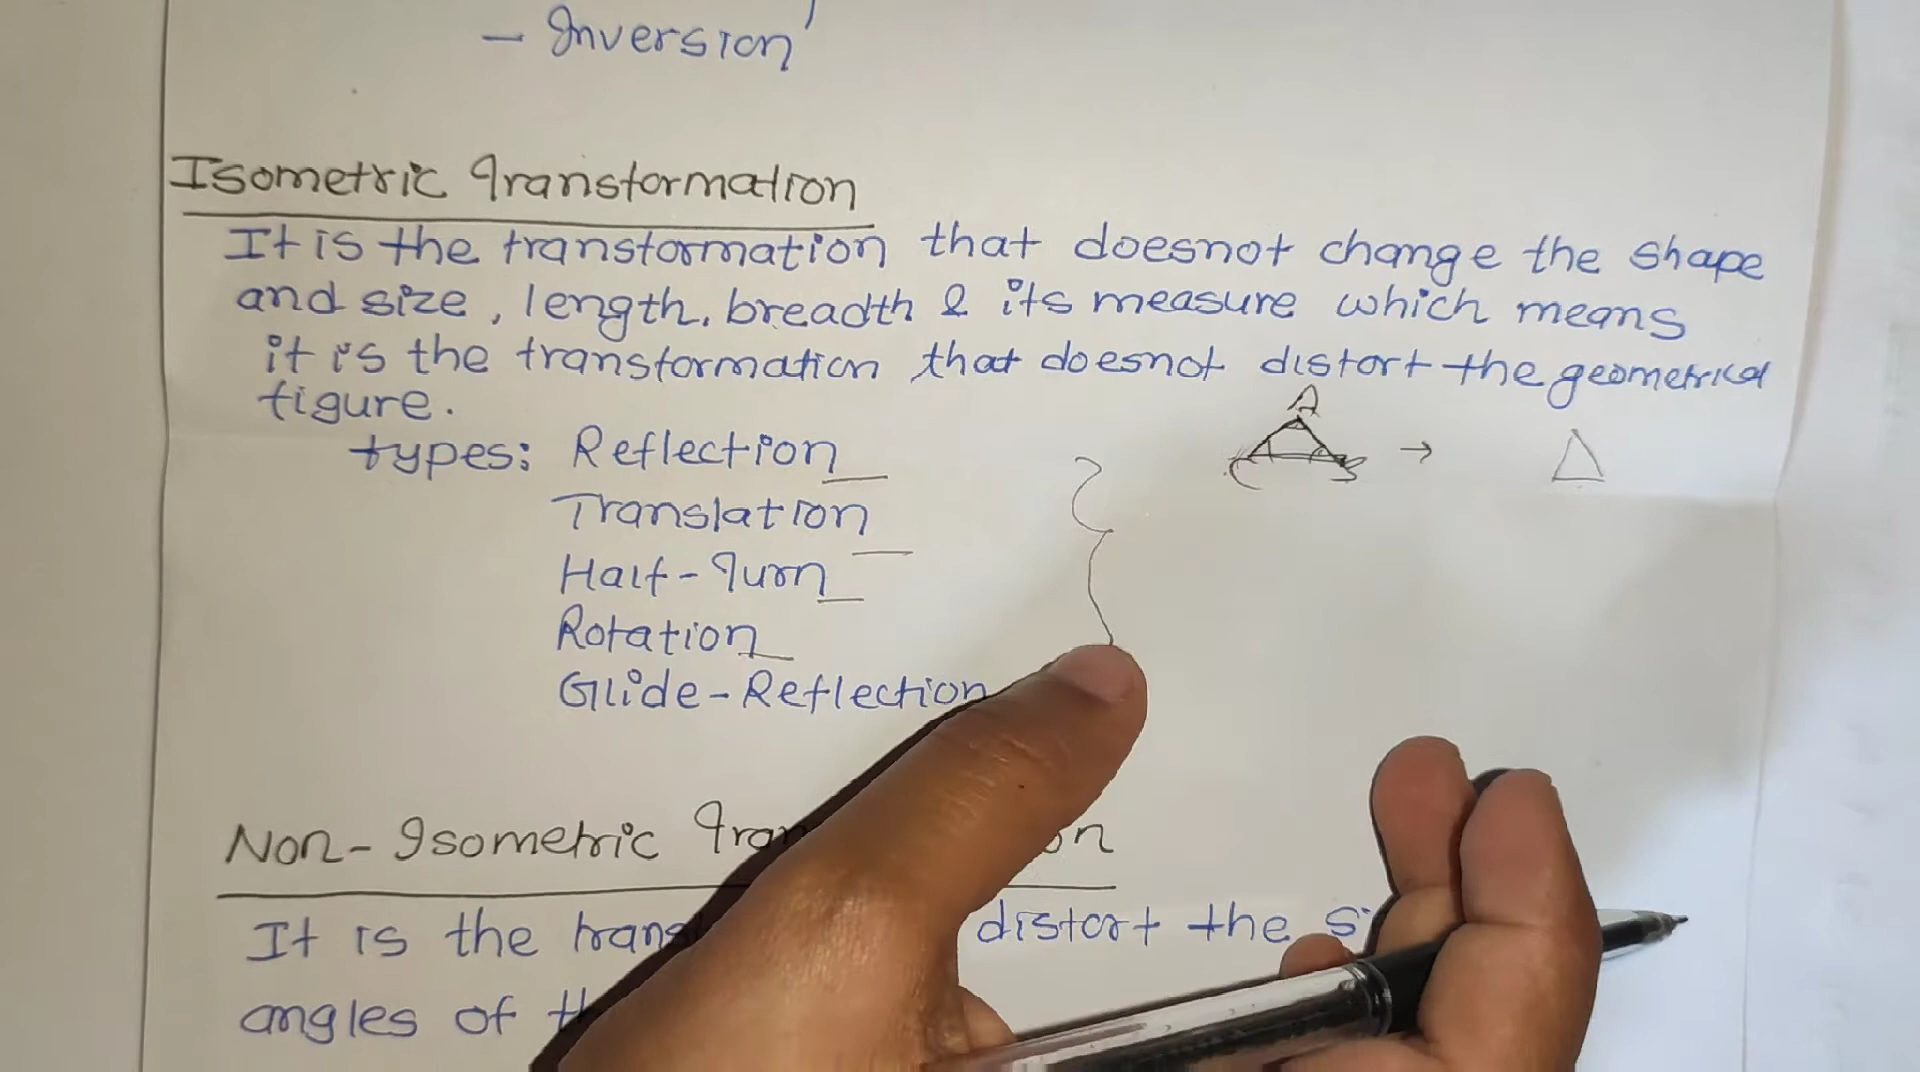 - Inversion
Isometric Transformation
It is the transformation that doesnot change the shape
and size, length, breadth & its measure which means
it is the transformation that doesnot distort the geometrical
figure.
A
C B →
types: Reflection
Translation
Half-Turn
Rotation
Glide-Reflection
Non-Isometric
It is the distort the
angles of